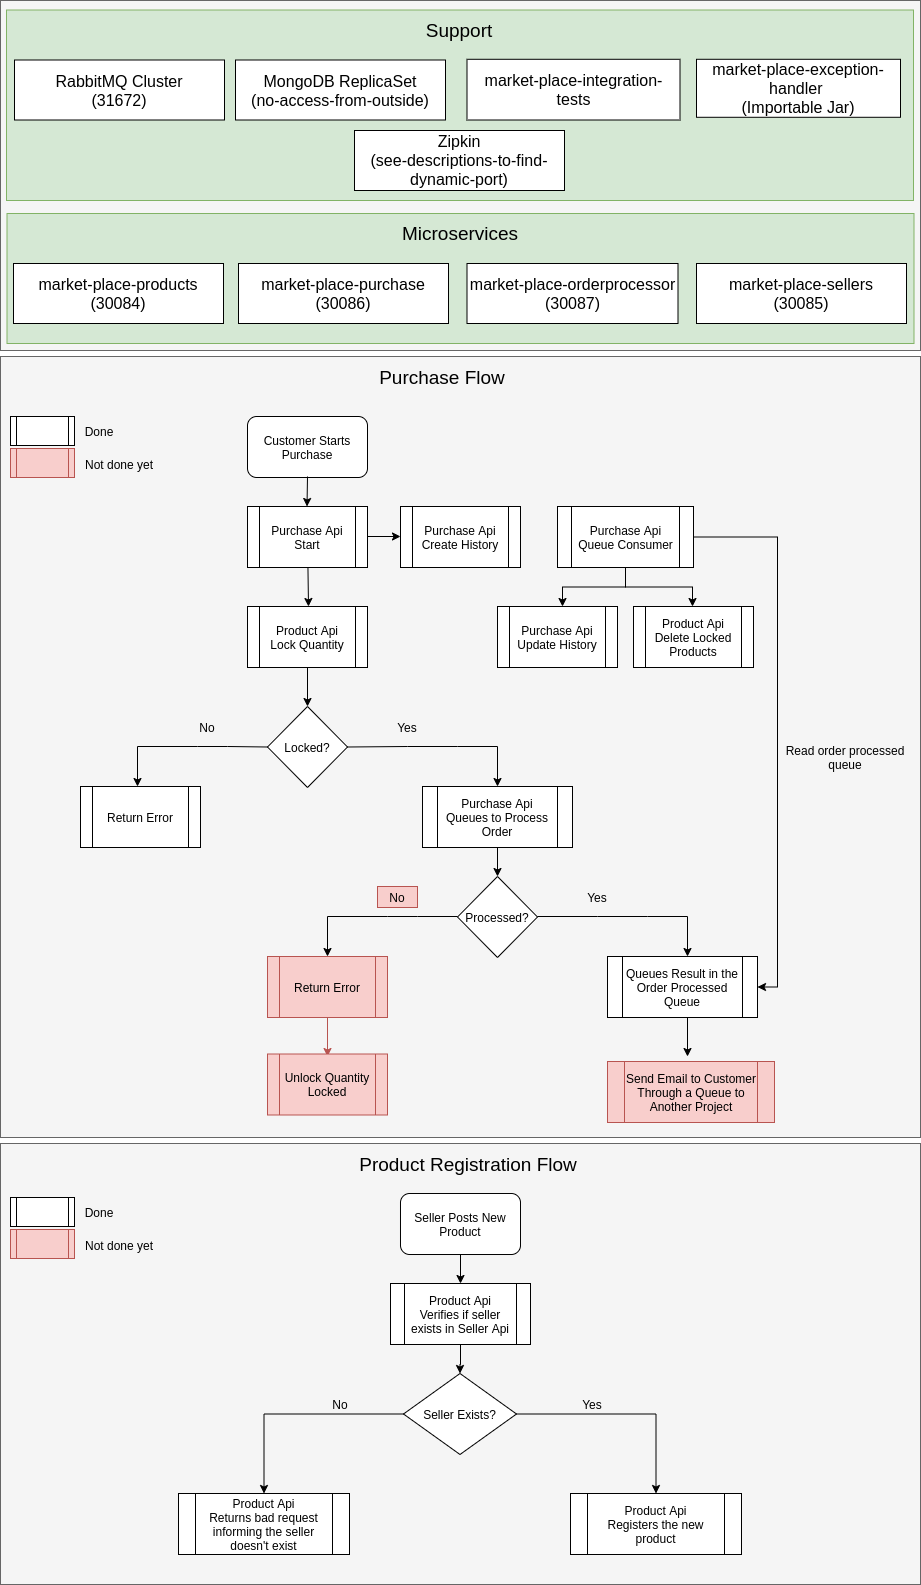 Support
RabbitMQ Cluster
(31672)
MongoDB ReplicaSet
(no-access-from-outside)
market-place-integration-
tests
market-place-exception-
handler
(Importable Jar)
Zipkin
(see-descriptions-to-find-
dynamic-port)
Microservices
market-place-products
(30084)
market-place-purchase
(30086)
market-place-orderprocessor
(30087)
market-place-sellers
(30085)
Purchase Flow
Done
Not done yet
Customer Starts
Purchase
Purchase Api
Start
Purchase Api
Create History
Purchase Api
Queue Consumer
Product Api
Lock Quantity
Purchase Api
Update History
Product Api
Delete Locked
Products
No
Locked?
Yes
Read order processed
queue
Return Error
Purchase Api
Queues to Process
Order
No
Processed?
Yes
Return Error
Queues Result in the
Order Processed
Queue
Unlock Quantity
Locked
Send Email to Customer
Through a Queue to
Another Project
Product Registration Flow
Done
Not done yet
Seller Posts New
Product
Product Api
Verifies if seller
exists in Seller Api
No
Seller Exists?
Yes
Product Api
Returns bad request
informing the seller
doesn't exist
Product Api
Registers the new
product